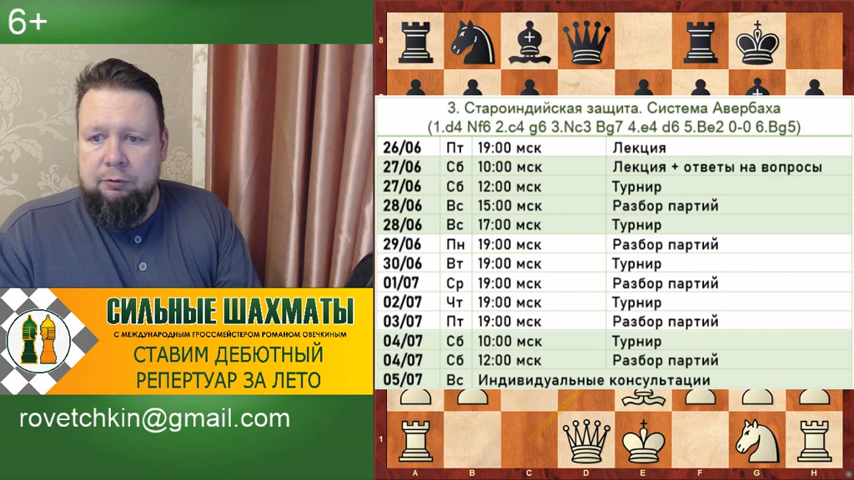 6+
СИЛЬНЫЕ ШАХМАТЫ
С МЕЖДУНАРОДНЫМ ГРОССМЕЙСТЕРОМ РОМАНОМ ОВЕЧКИНЫМ
СТАВИМ ДЕБЮТНЫЙ
РЕПЕРТУАР ЗА ЛЕТО
rovetchkin@gmail.com
8
3. Староиндийская защита. Система Авербаха
(1.d4 Nf6 2.c4 g6 3.Nc3 Bg7 4.e4 d6 5.Be2 0-0 6.Bg5)
26/06 Пт 19:00 мск Лекция
27/06 Сб 10:00 мск Лекция + ответы на вопросы
27/06 Сб 12:00 мск Турнир
28/06 Вс 15:00 мск Разбор партий
28/06 Вс 17:00 мск Турнир
29/06 Пн 19:00 мск Разбор партий
30/06 Вт 19:00 мск Турнир
01/07 Ср 19:00 мск Разбор партий
02/07 Чт 19:00 мск Турнир
03/07 Пт 19:00 мск Разбор партий
04/07 Сб 10:00 мск Турнир
04/07 Сб 12:00 мск Разбор партий
05/07 Вс Индивидуальные консультации
1
A B C D E F G H